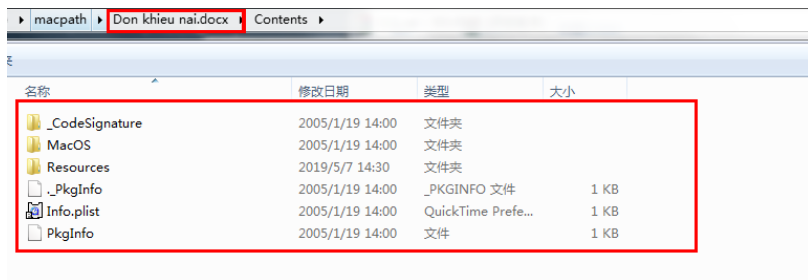 macpath ▸ Don khieu nai.docx ▸ Contents ▸
名称 修改日期 类型 大小
_CodeSignature 2005/1/19 14:00 文件夹
MacOS 2005/1/19 14:00 文件夹
Resources 2019/5/7 14:30 文件夹
._PkgInfo 2005/1/19 14:00 _PKGINFO 文件 1 KB
Info.plist 2005/1/19 14:00 QuickTime Prefe... 1 KB
PkgInfo 2005/1/19 14:00 文件 1 KB